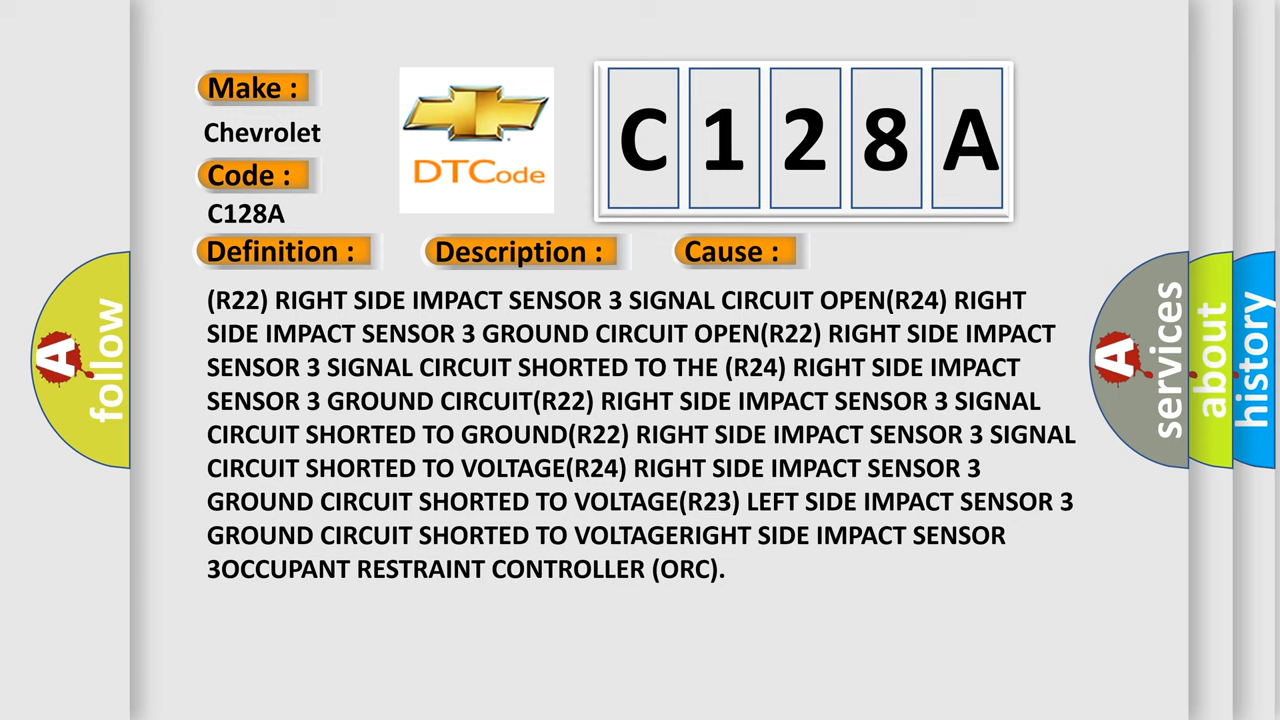 Make :
Chevrolet
Code :
C128A
DTCode
C128A
Definition :
Description :
Cause :
(R22) RIGHT SIDE IMPACT SENSOR 3 SIGNAL CIRCUIT OPEN(R24) RIGHT
SIDE IMPACT SENSOR 3 GROUND CIRCUIT OPEN(R22) RIGHT SIDE IMPACT
SENSOR 3 SIGNAL CIRCUIT SHORTED TO THE (R24) RIGHT SIDE IMPACT
SENSOR 3 GROUND CIRCUIT(R22) RIGHT SIDE IMPACT SENSOR 3 SIGNAL
CIRCUIT SHORTED TO GROUND(R22) RIGHT SIDE IMPACT SENSOR 3 SIGNAL
CIRCUIT SHORTED TO VOLTAGE(R24) RIGHT SIDE IMPACT SENSOR 3
GROUND CIRCUIT SHORTED TO VOLTAGE(R23) LEFT SIDE IMPACT SENSOR 3
GROUND CIRCUIT SHORTED TO VOLTAGERIGHT SIDE IMPACT SENSOR
3OCCUPANT RESTRAINT CONTROLLER (ORC).
A
follow
A
services
about
history